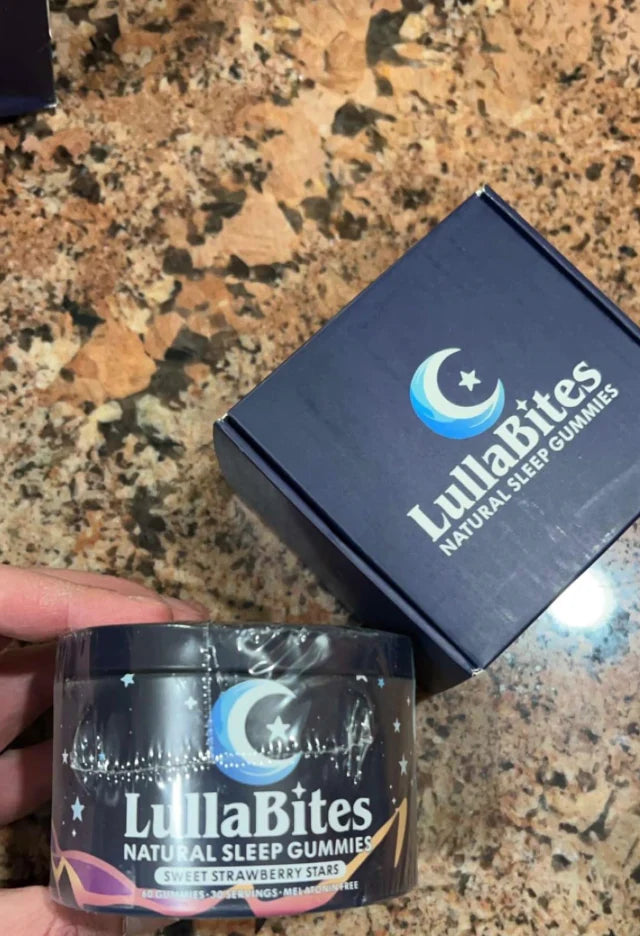 LullaBites
NATURAL SLEEP GUMMIES
LullaBites
NATURAL SLEEP GUMMIES
SWEET STRAWBERRY STARS
60 GUMMIES · 30 SERVINGS · MELATONIN FREE